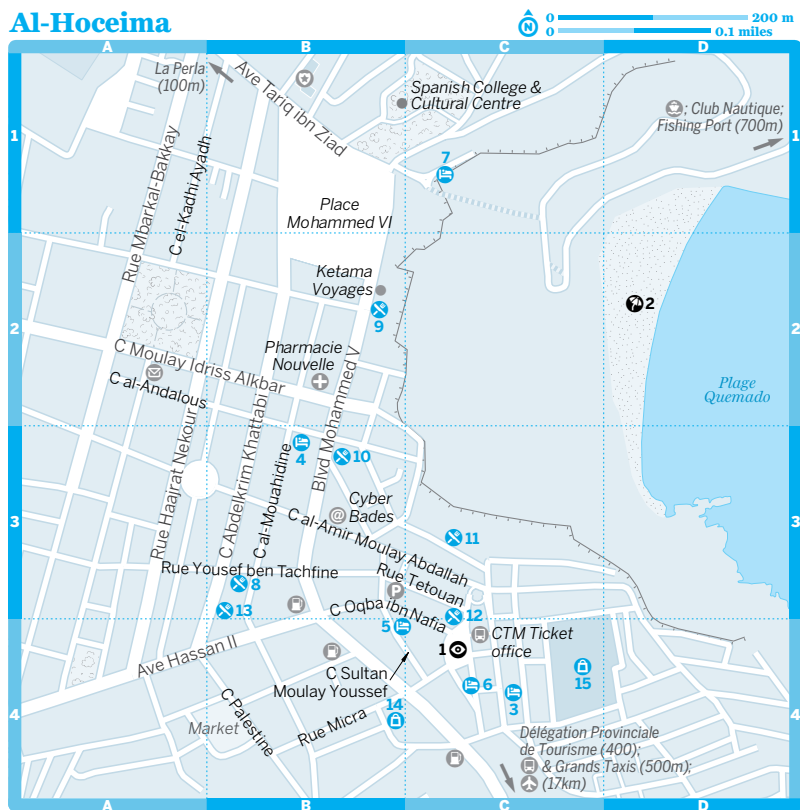 Al-Hoceima
N
0 200 m
0 0.1 miles
A B C D
1 1
2 2
3 3
4 4
A B C D
La Perla
(100m)
Ave Tariq ibn Ziad
Spanish College &
Cultural Centre
: Club Nautique;
Fishing Port (700m)
7
Rue Mbarkal-Bakkay
C el-Kadhi Ayadh
Place
Mohammed VI
Ketama
Voyages
9
2
C Moulay Idriss Alkbar
Pharmacie
Nouvelle
C al-Andalous
Plage
Quemado
Blvd Mohammed V
4
10
Rue Haajrat Nekour
C Abdelkrim Khattabi
C al-Mouahidine
@
Cyber
Bades
11
C al-Amir Moulay Abdallah
Rue Yousef ben Tachfine
Rue Tetouan
8
P
13
C Oqba ibn Nafia
12
5
1
CTM Ticket
office
Ave Hassan II
C Sultan
Moulay Youssef
6
3
15
14
C Palestine
Market
Rue Micra
Délégation Provinciale
de Tourisme (400);
& Grands Taxis (500m);
(17km)